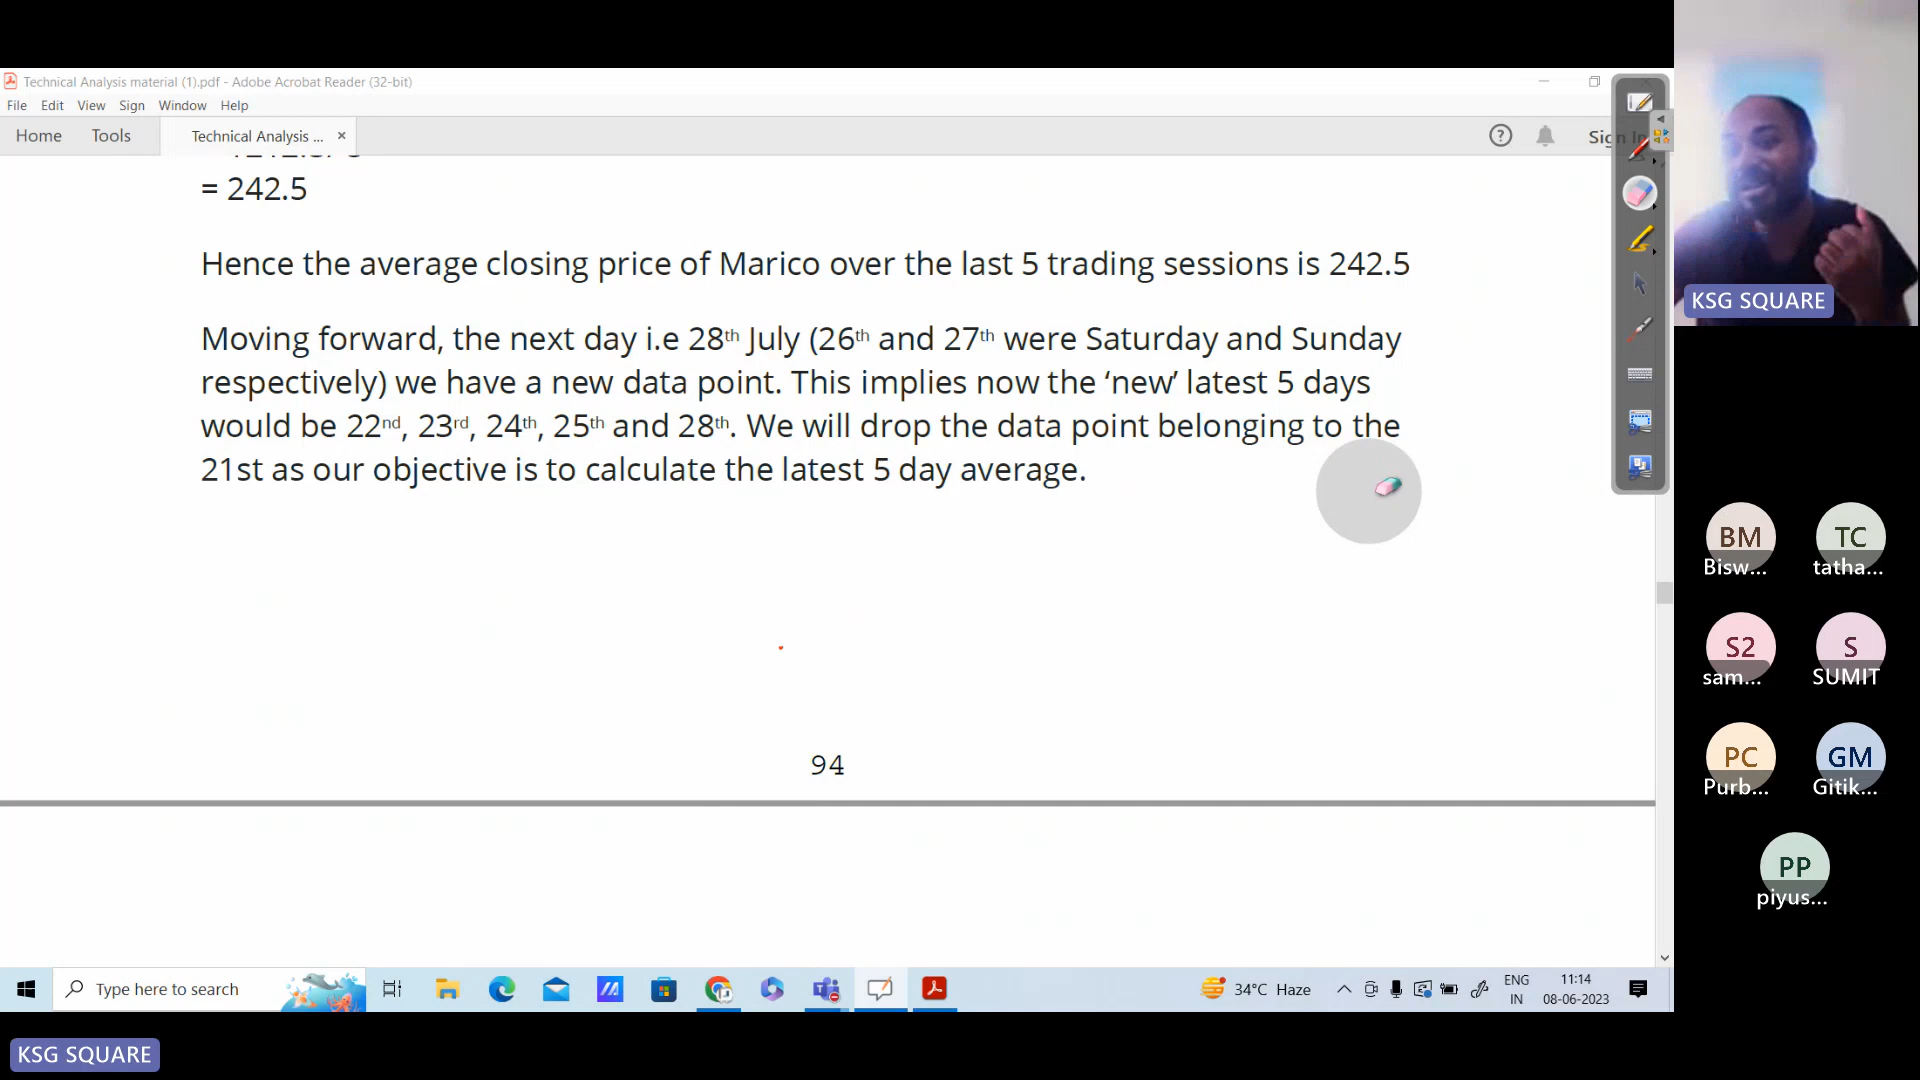 Technical Analysis material (1).pdf - Adobe Acrobat Reader (32-bit)
File Edit View Sign Window Help
Home Tools Technical Analysis ... ×
Sign In
= 242.5
Hence the average closing price of Marico over the last 5 trading sessions is 242.5
Moving forward, the next day i.e 28th July (26th and 27th were Saturday and Sunday
respectively) we have a new data point. This implies now the ‘new’ latest 5 days
would be 22nd, 23rd, 24th, 25th and 28th. We will drop the data point belonging to the
21st as our objective is to calculate the latest 5 day average.
94
KSG SQUARE
BM
Bisw...
TC
tatha...
S2
sam...
S
SUMIT
PC
Purb...
GM
Gitik...
PP
piyus...
Type here to search
34°C Haze
ENG
IN
11:14
08-06-2023
KSG SQUARE